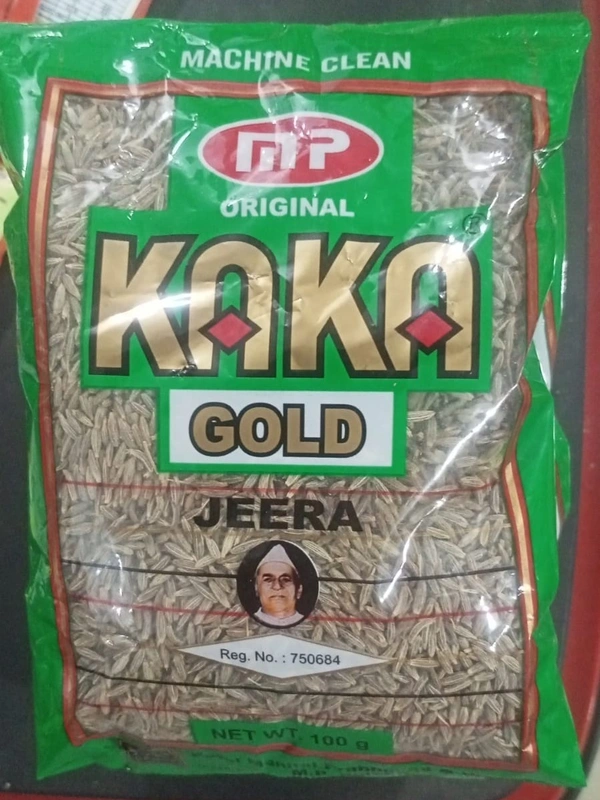 MACHINE CLEAN
MP
ORIGINAL
KAKA
GOLD
JEERA
Reg. No. : 750684
NET WT. 100 g